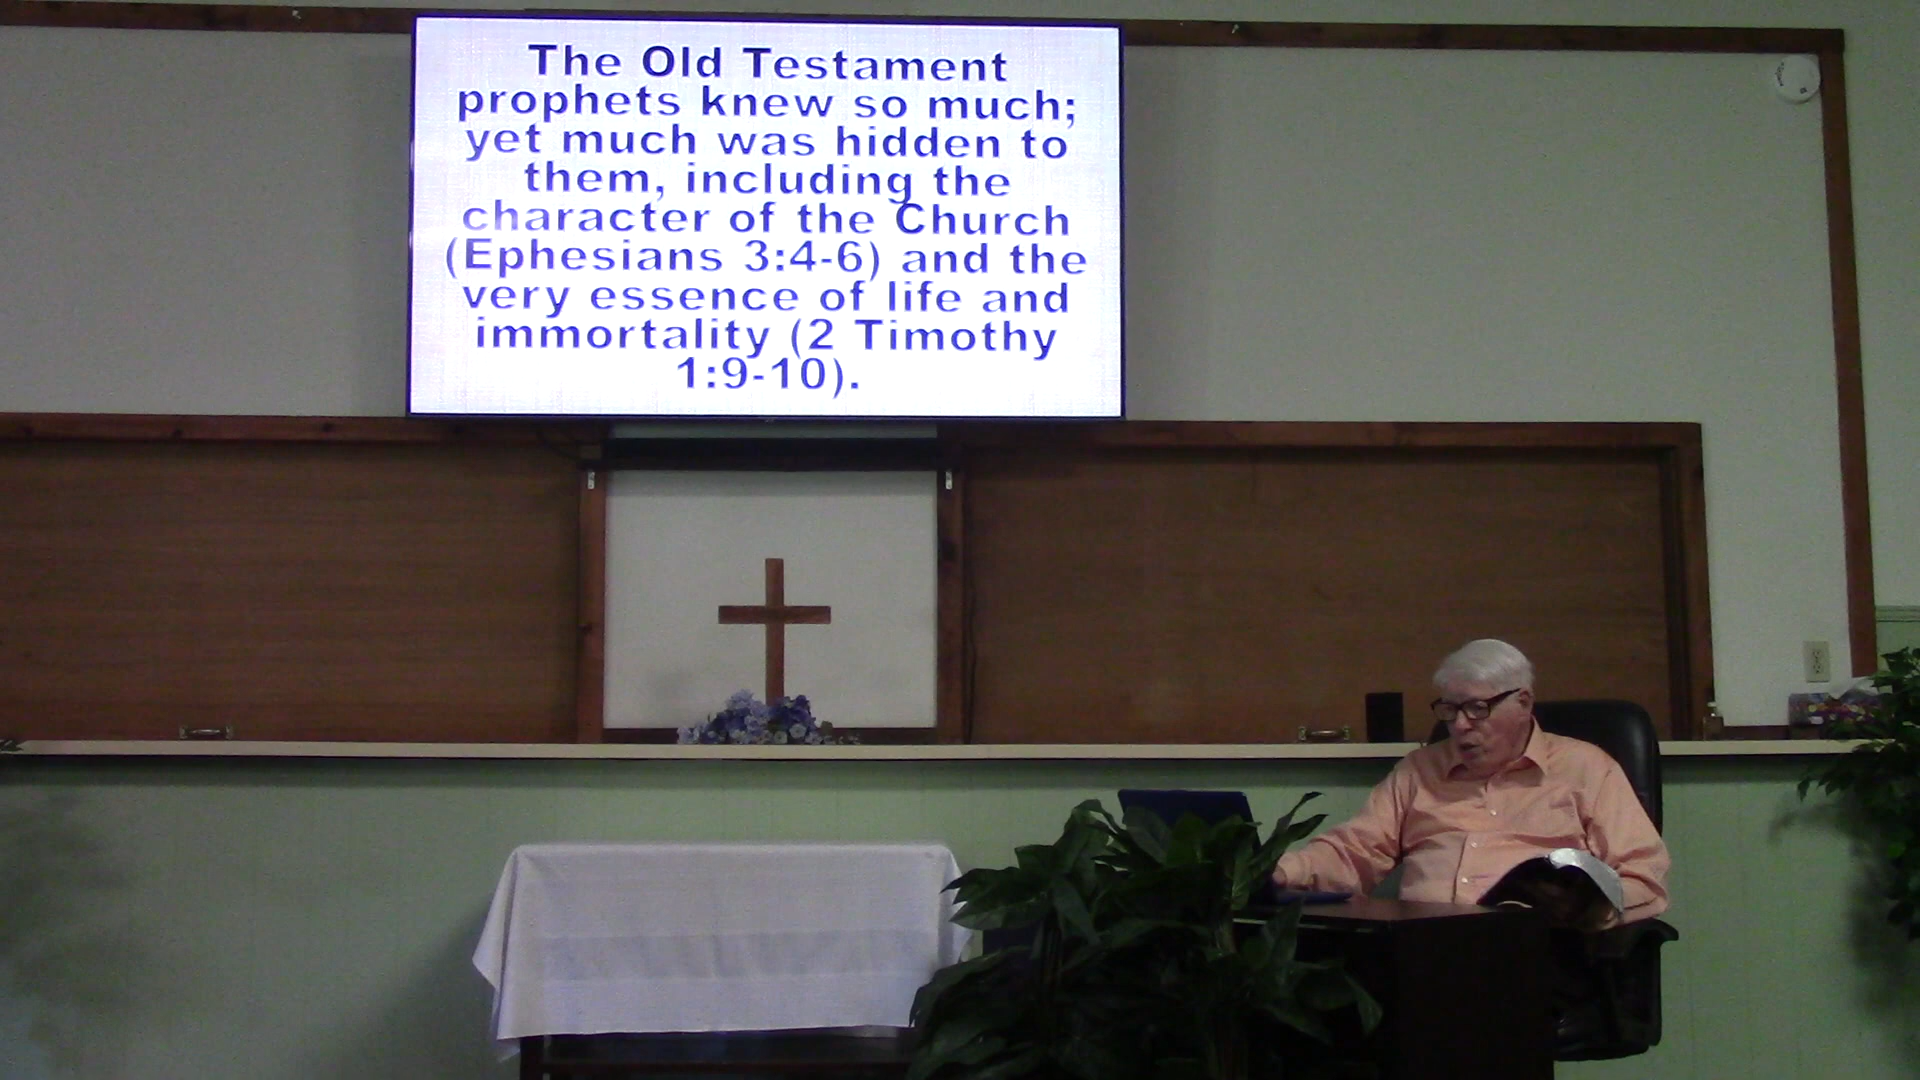 The Old Testament
prophets knew so much;
yet much was hidden to
them, including the
character of the Church
(Ephesians 3:4-6) and the
very essence of life and
immortality (2 Timothy
1:9-10).